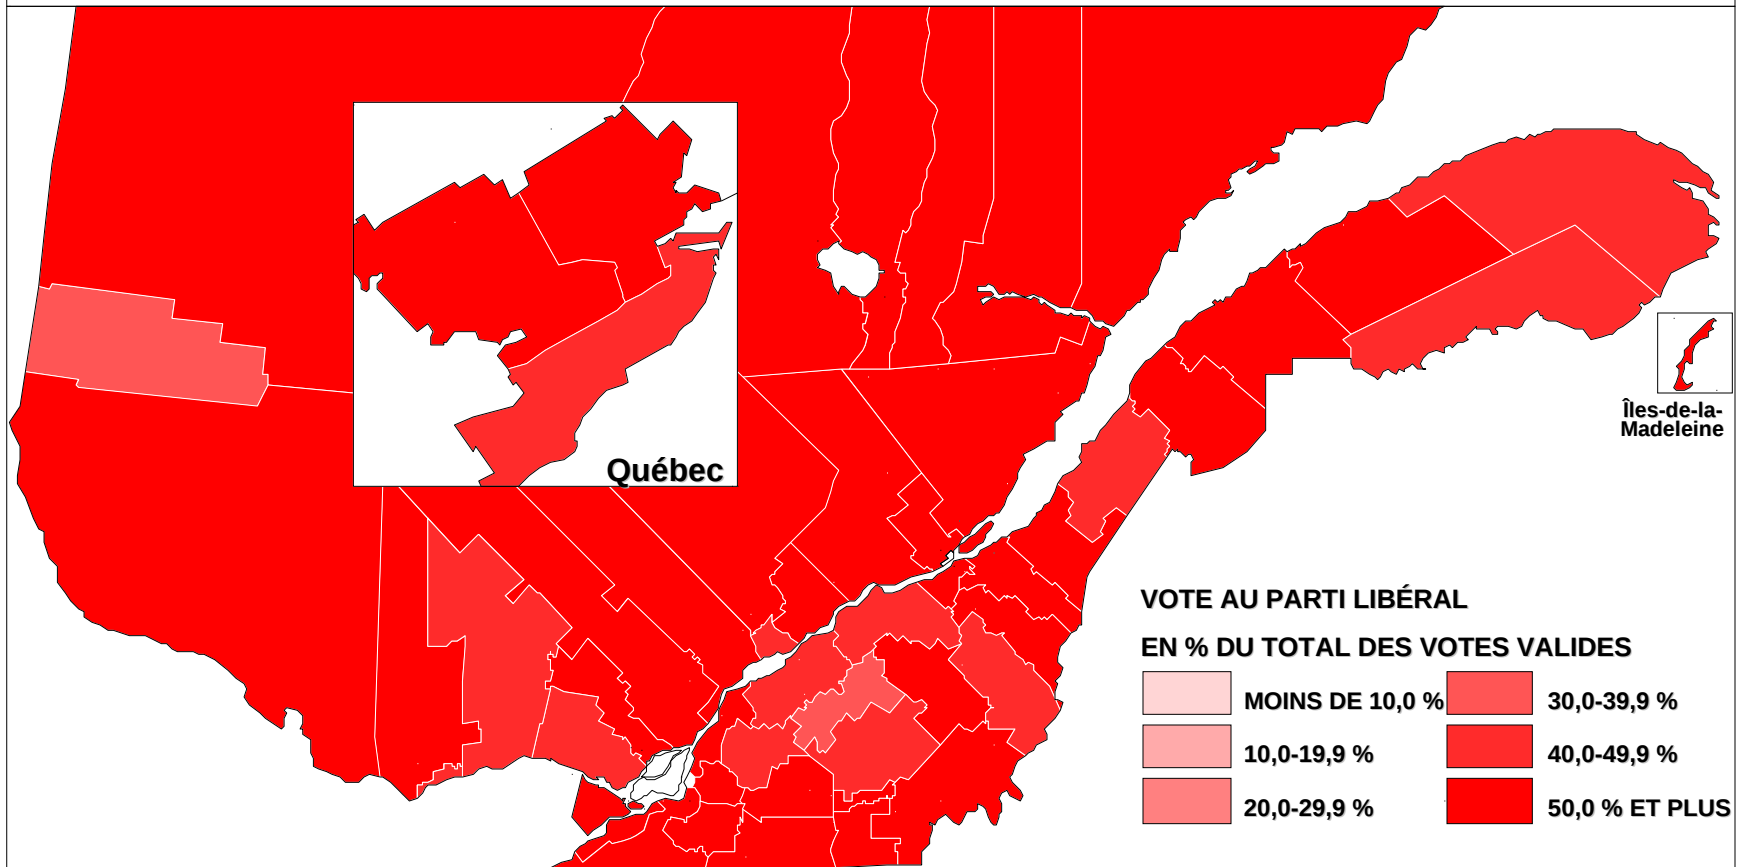 Québec
Îles-de-la-
Madeleine
VOTE AU PARTI LIBÉRAL
EN % DU TOTAL DES VOTES VALIDES
MOINS DE 10,0 %
30,0-39,9 %
10,0-19,9 %
40,0-49,9 %
20,0-29,9 %
50,0 % ET PLUS